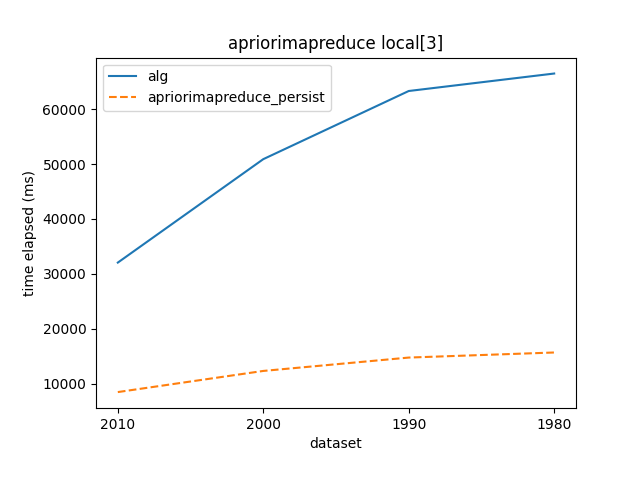 apriorimapreduce local[3]
alg
apriorimapreduce_persist
60000
50000
40000
30000
20000
10000
time elapsed (ms)
2010 2000 1990 1980
dataset